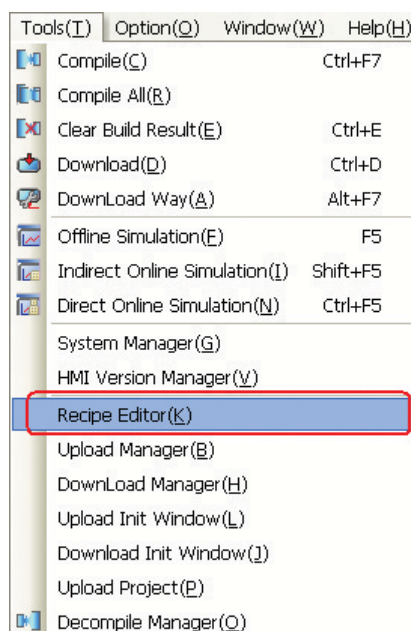 Tools(T) Option(O) Window(W) Help(H)
Compile(C) Ctrl+F7
Compile All(R)
Clear Build Result(E) Ctrl+E
Download(D) Ctrl+D
DownLoad Way(A) Alt+F7
Offline Simulation(F) F5
Indirect Online Simulation(I) Shift+F5
Direct Online Simulation(N) Ctrl+F5
System Manager(G)
HMI Version Manager(V)
Recipe Editor(K)
Upload Manager(B)
DownLoad Manager(H)
Upload Init Window(L)
Download Init Window(J)
Upload Project(P)
Decompile Manager(O)